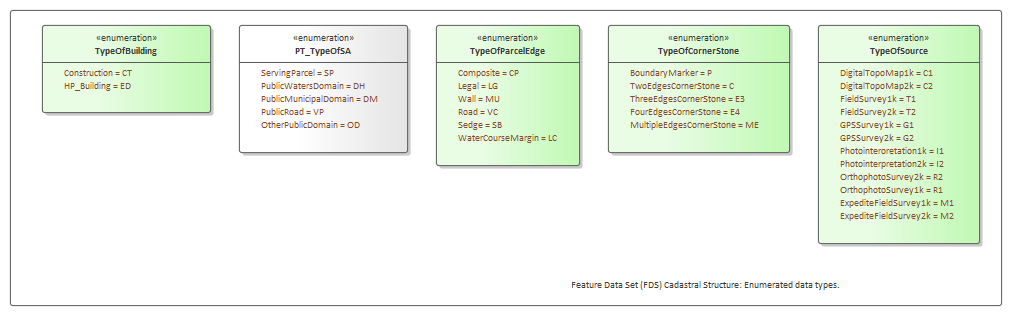 «enumeration»
TypeOfBuilding
Construction = CT
HP_Building = ED
«enumeration»
PT_TypeOfSA
ServingParcel = SP
PublicWatersDomain = DH
PublicMunicipalDomain = DM
PublicRoad = VP
OtherPublicDomain = OD
«enumeration»
TypeOfParcelEdge
Composite = CP
Legal = LG
Wall = MU
Road = VC
Sedge = SB
WaterCourseMargin = LC
«enumeration»
TypeOfCornerStone
BoundaryMarker = P
TwoEdgesCornerStone = C
ThreeEdgesCornerStone = E3
FourEdgesCornerStone = E4
MultipleEdgesCornerStone = ME
«enumeration»
TypeOfSource
DigitalTopoMap1k = C1
DigitalTopoMap2k = C2
FieldSurvey1k = T1
FieldSurvey2k = T2
GPSSurvey1k = G1
GPSSurvey2k = G2
Photointeroretation1k = I1
Photointerpretation2k = I2
OrthophotoSurvey2k = R2
OrthophotoSurvey1k = R1
ExpediteFieldSurvey1k = M1
ExpediteFieldSurvey2k = M2
Feature Data Set (FDS) Cadastral Structure: Enumerated data types.